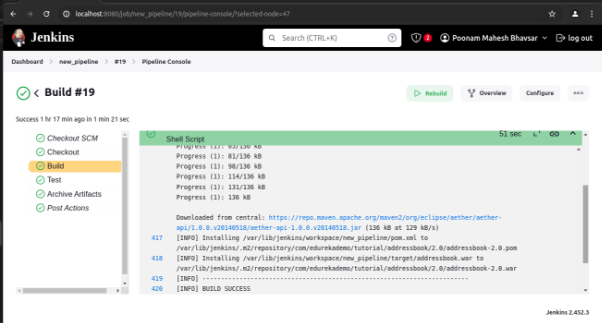 localhost:8080/job/new_pipeline/19/pipeline-console/?selected-node=47
Jenkins
Search (CTRL+K)
2
Poonam Mahesh Bhavsar
log out
Dashboard > new_pipeline > #19 > Pipeline Console
Build #19
Rebuild
Overview
Configure
Success 1 hr 17 min ago in 1 min 21 sec
Checkout SCM
Checkout
Build
Test
Archive Artifacts
Post Actions
Shell Script
51 sec
Progress (1): 65/136 kB
Progress (1): 81/136 kB
Progress (1): 98/136 kB
Progress (1): 114/136 kB
Progress (1): 131/136 kB
Progress (1): 136 kB
Downloaded from central: https://repo.maven.apache.org/maven2/org/eclipse/aether/aether-
api/1.0.0.v20140518/aether-api-1.0.0.v20140518.jar (136 kB at 129 kB/s)
417 [INFO] Installing /var/lib/jenkins/workspace/new_pipeline/pom.xml to
/var/lib/jenkins/.m2/repository/com/edurekademo/tutorial/addressbook/2.0/addressbook-2.0.pom
418 [INFO] Installing /var/lib/jenkins/workspace/new_pipeline/target/addressbook.war to
/var/lib/jenkins/.m2/repository/com/edurekademo/tutorial/addressbook/2.0/addressbook-2.0.war
419 [INFO] ------------------------------------------------------------------------
420 [INFO] BUILD SUCCESS
Jenkins 2.452.3